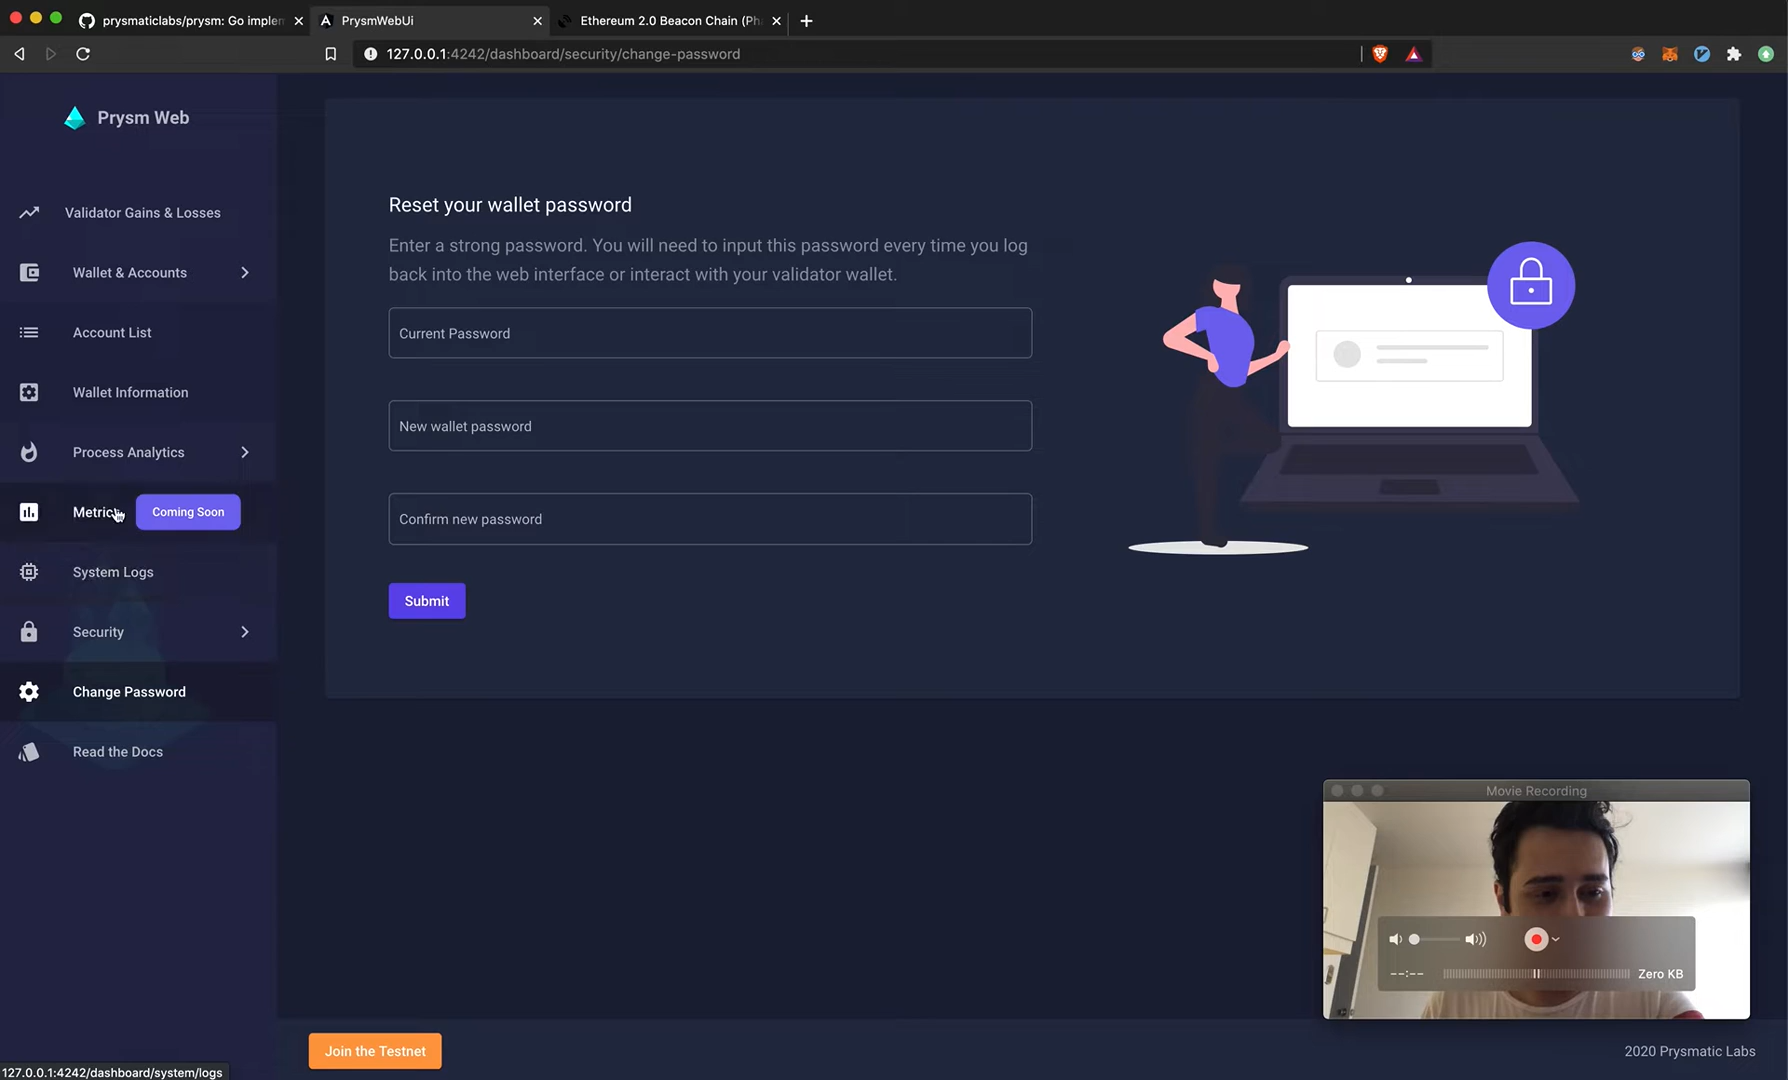 prysmaticlabs/prysm: Go implem
PrysmWebUi
Ethereum 2.0 Beacon Chain (Ph
127.0.0.1:4242/dashboard/security/change-password
Prysm Web
Validator Gains & Losses
Wallet & Accounts
Account List
Wallet Information
Process Analytics
Metrics
Coming Soon
System Logs
Security
Change Password
Read the Docs
Reset your wallet password
Enter a strong password. You will need to input this password every time you log
back into the web interface or interact with your validator wallet.
Current Password
New wallet password
Confirm new password
Submit
Movie Recording
--:--
Zero KB
Join the Testnet
2020 Prysmatic Labs
127.0.0.1:4242/dashboard/system/logs